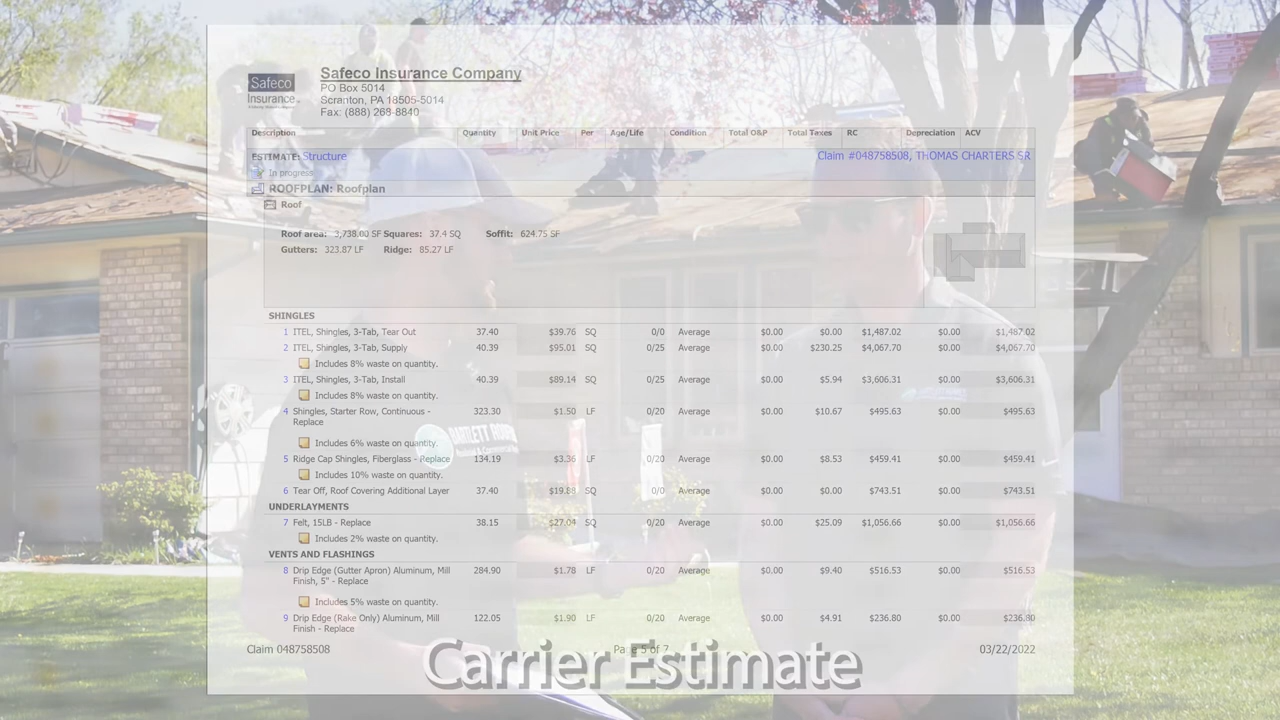 Safeco
Insurance
Safeco Insurance Company
PO Box 5014
Scranton, PA 18505-5014
Fax: (888) 268-8840
Description Quantity Unit Price Per Age/Life Condition Total O&P Total Taxes RC Depreciation ACV
ESTIMATE: Structure Claim #048758508, THOMAS CHARTERS SR
In progress
ROOFPLAN: Roofplan
Roof
Roof area: 3,738.00 SF Squares: 37.4 SQ Soffit: 624.75 SF
Gutters: 323.87 LF Ridge: 85.27 LF
SHINGLES
1 ITEL, Shingles, 3-Tab, Tear Out 37.40 $39.76 SQ 0/0 Average $0.00 $0.00 $1,487.02 $0.00 $1,487.02
2 ITEL, Shingles, 3-Tab, Supply 40.39 $95.01 SQ 0/25 Average $0.00 $230.25 $4,067.70 $0.00 $4,067.70
Includes 8% waste on quantity.
3 ITEL, Shingles, 3-Tab, Install 40.39 $89.14 SQ 0/25 Average $0.00 $5.94 $3,606.31 $0.00 $3,606.31
Includes 8% waste on quantity.
4 Shingles, Starter Row, Continuous - 323.30 $1.50 LF 0/20 Average $0.00 $10.67 $495.63 $0.00 $495.63
Replace
Includes 6% waste on quantity.
BARTLETT ROOFING
5 Ridge Cap Shingles, Fiberglass - Replace 134.19 $3.36 LF 0/20 Average $0.00 $8.53 $459.41 $0.00 $459.41
Includes 10% waste on quantity.
6 Tear Off, Roof Covering Additional Layer 37.40 $19.88 SQ 0/0 Average $0.00 $0.00 $743.51 $0.00 $743.51
UNDERLAYMENTS
7 Felt, 15LB - Replace 38.15 $27.04 SQ 0/20 Average $0.00 $25.09 $1,056.66 $0.00 $1,056.66
Includes 2% waste on quantity.
VENTS AND FLASHINGS
8 Drip Edge (Gutter Apron) Aluminum, Mill 284.90 $1.78 LF 0/20 Average $0.00 $9.40 $516.53 $0.00 $516.53
Finish, 5" - Replace
Includes 5% waste on quantity.
9 Drip Edge (Rake Only) Aluminum, Mill 122.05 $1.90 LF 0/20 Average $0.00 $4.91 $236.80 $0.00 $236.80
Finish - Replace
Claim 048758508 Page 5 of 7 03/22/2022
Carrier Estimate